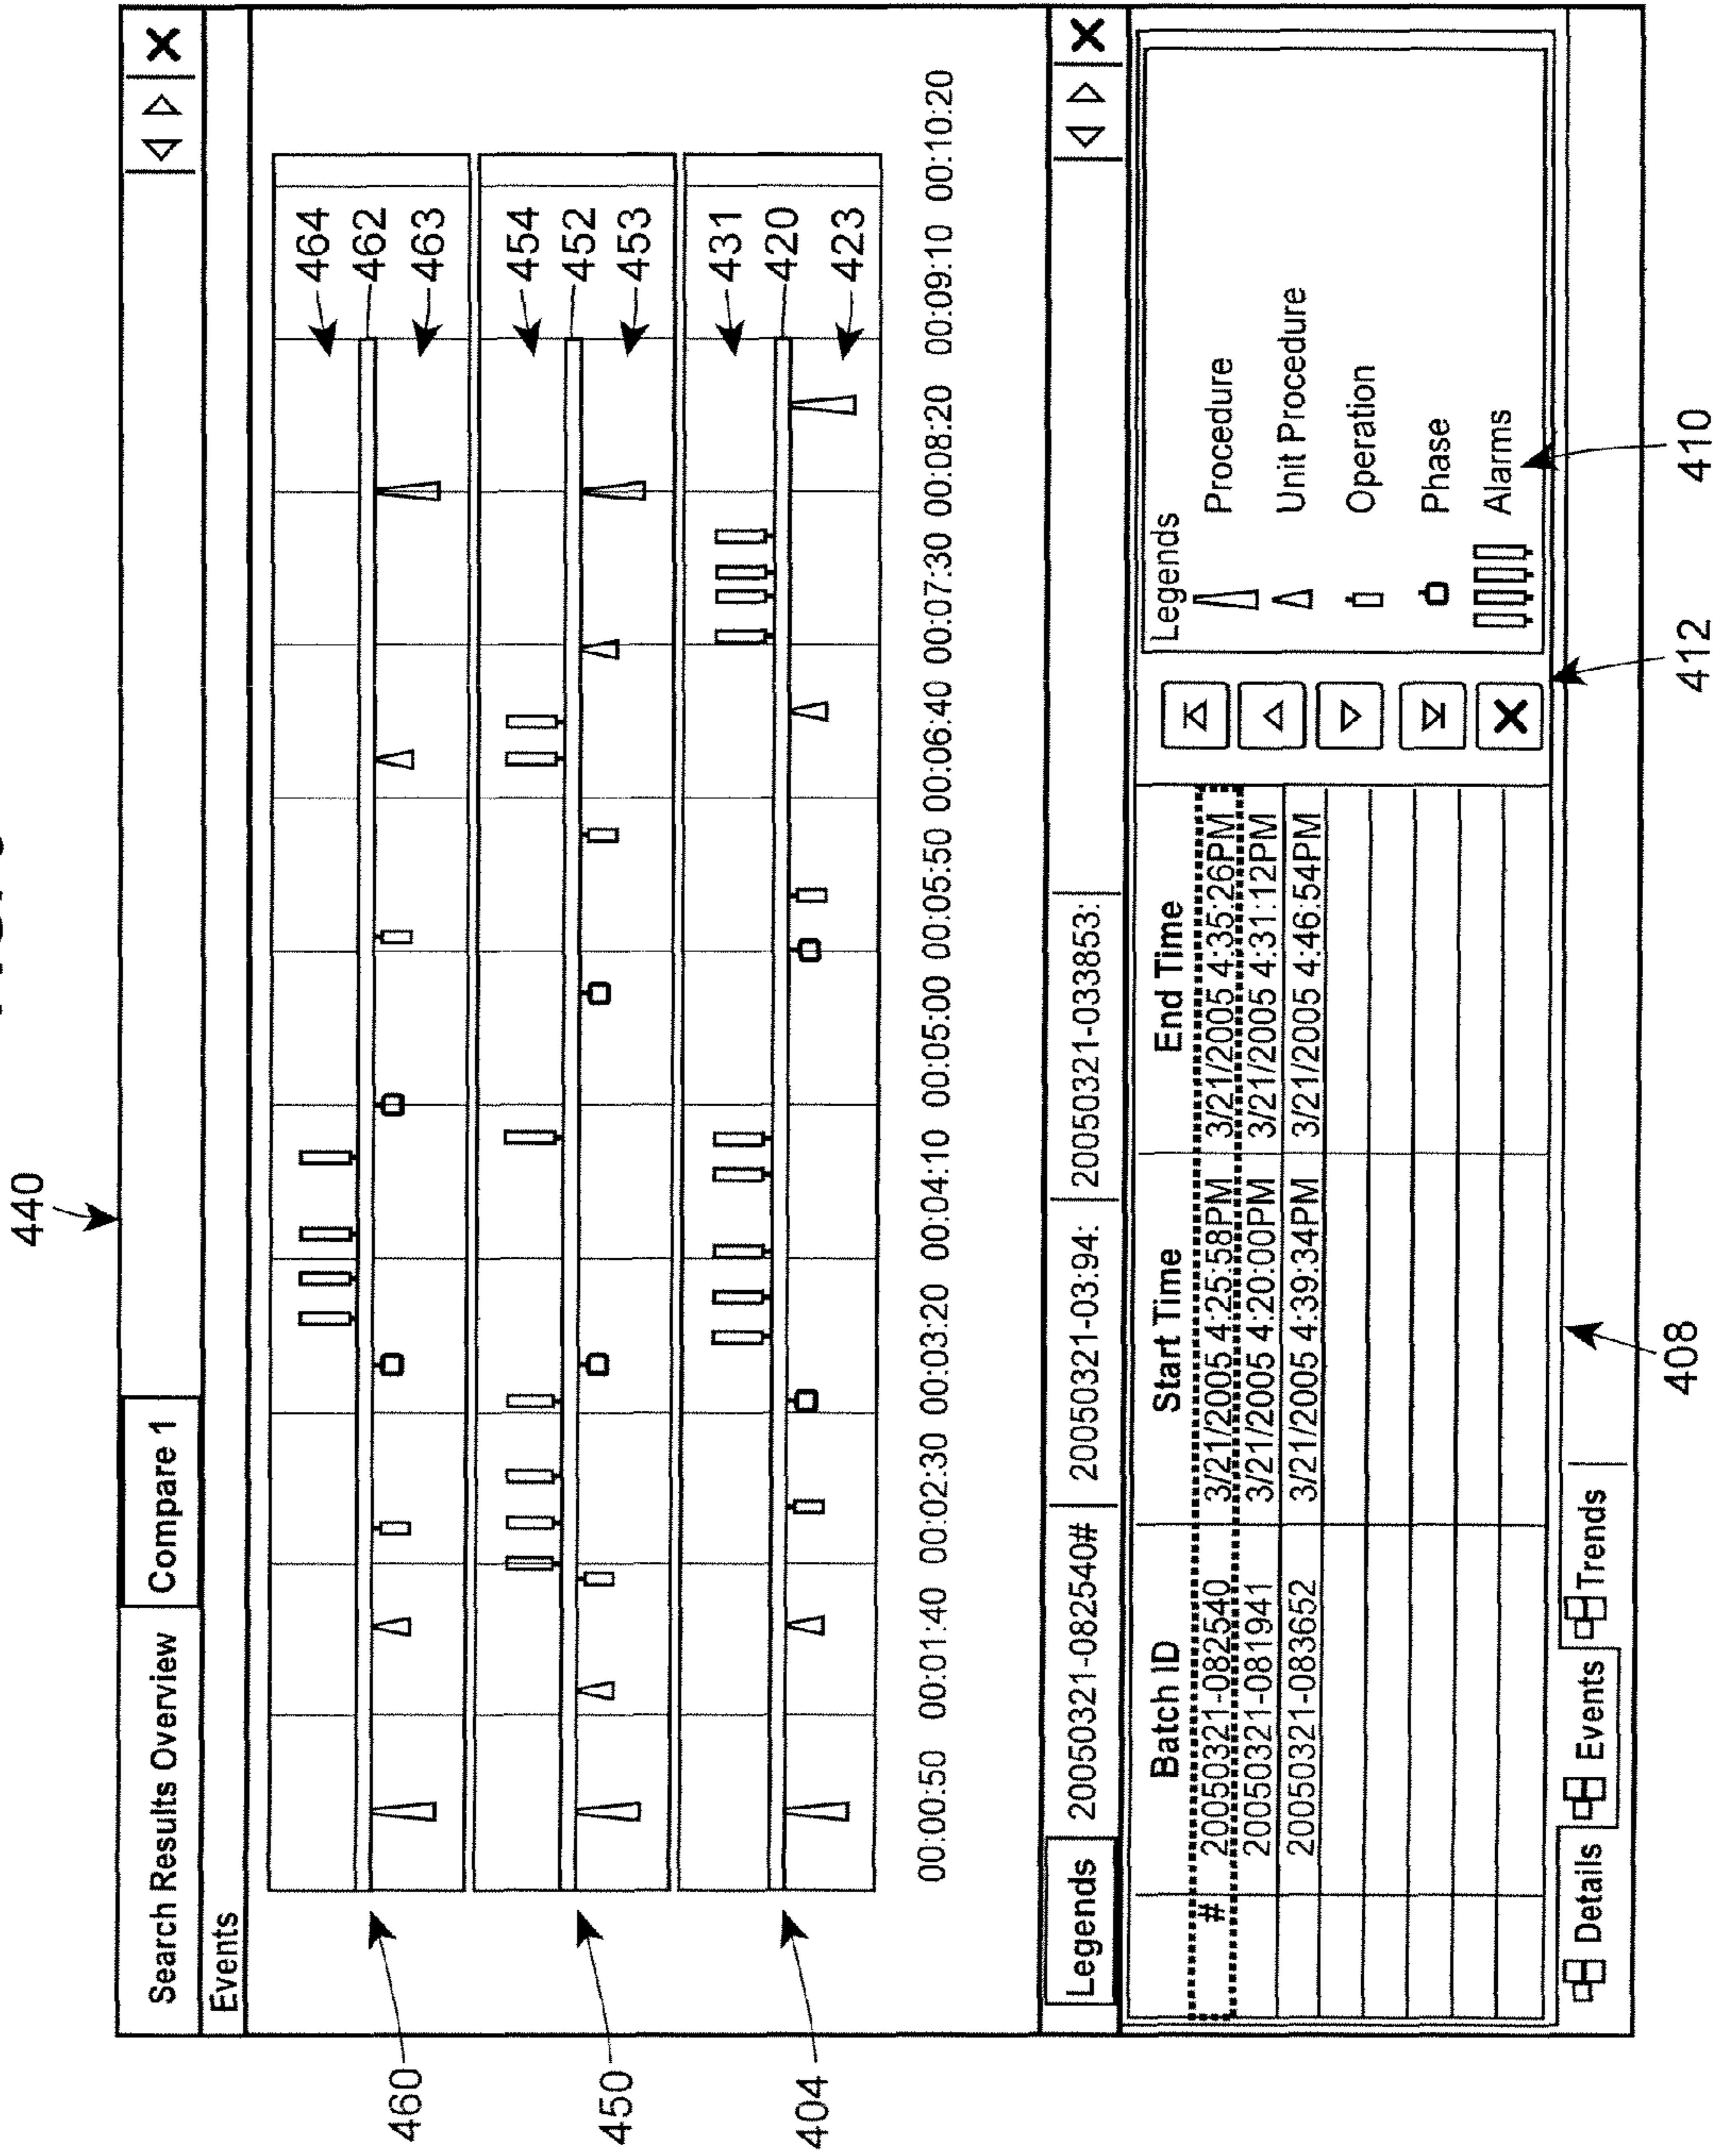 440
Search Results Overview
Compare 1
Events
464
462
463
460
454
452
453
450
431
420
423
404
00:00:50 00:01:40 00:02:30 00:03:20 00:04:10 00:05:00 00:05:50 00:06:40 00:07:30 00:08:20 00:09:10 00:10:20
Legends
20050321-082540#
20050321-03:94:
20050321-033853:
Batch ID Start Time End Time
# 20050321-082540 3/21/2005 4:25:58PM 3/21/2005 4:35:26PM
20050321-081941 3/21/2005 4:20:00PM 3/21/2005 4:31:12PM
20050321-083652 3/21/2005 4:39:34PM 3/21/2005 4:46:54PM
Legends
Procedure
Unit Procedure
Operation
Phase
Alarms
Details
Events
Trends
408
412
410